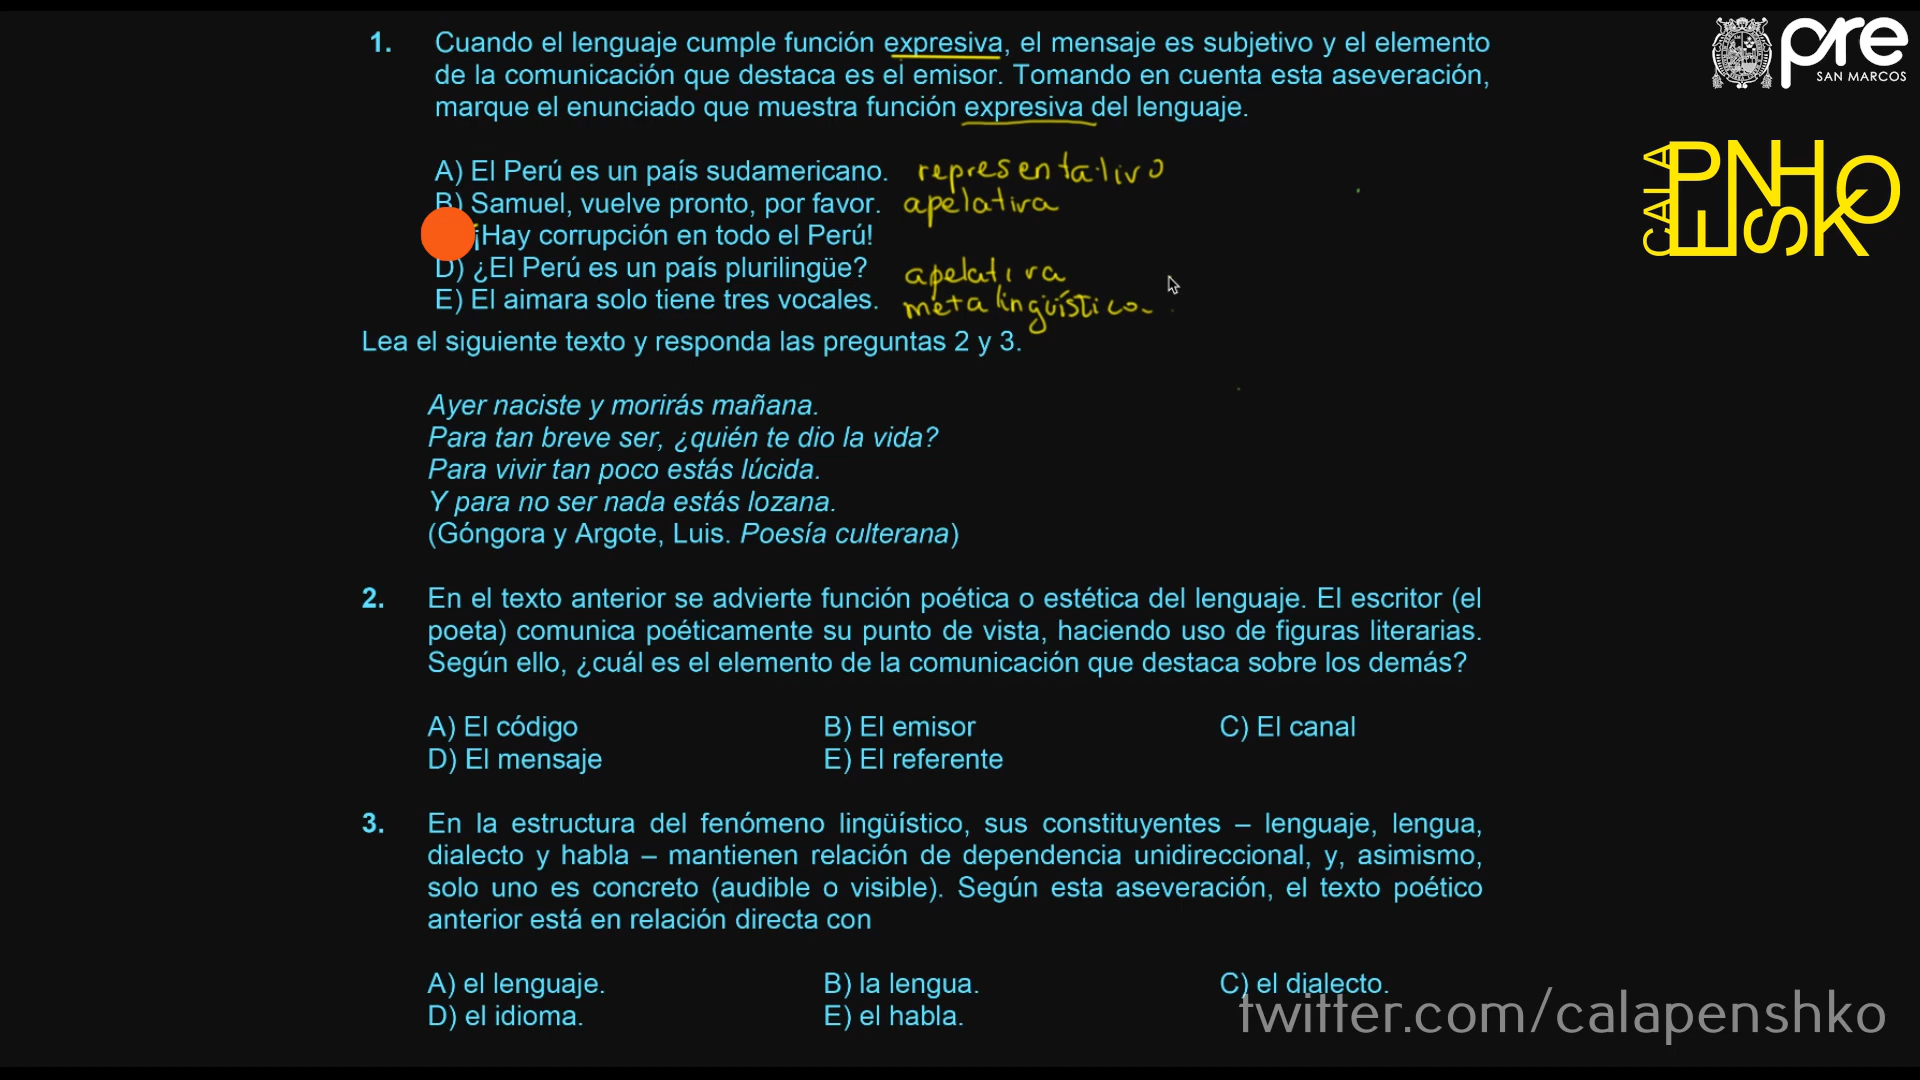 1. Cuando el lenguaje cumple función expresiva, el mensaje es subjetivo y el elemento
de la comunicación que destaca es el emisor. Tomando en cuenta esta aseveración,
marque el enunciado que muestra función expresiva del lenguaje.
A) El Perú es un país sudamericano. representativo
B) Samuel, vuelve pronto, por favor. apelativa
¡Hay corrupción en todo el Perú!
D) ¿El Perú es un país plurilingüe? apelativa
E) El aimara solo tiene tres vocales. metalingüístico
Lea el siguiente texto y responda las preguntas 2 y 3.
Ayer naciste y morirás mañana.
Para tan breve ser, ¿quién te dio la vida?
Para vivir tan poco estás lúcida.
Y para no ser nada estás lozana.
(Góngora y Argote, Luis. Poesía culterana)
2. En el texto anterior se advierte función poética o estética del lenguaje. El escritor (el
poeta) comunica poéticamente su punto de vista, haciendo uso de figuras literarias.
Según ello, ¿cuál es el elemento de la comunicación que destaca sobre los demás?
A) El código B) El emisor C) El canal
D) El mensaje E) El referente
3. En la estructura del fenómeno lingüístico, sus constituyentes – lenguaje, lengua,
dialecto y habla – mantienen relación de dependencia unidireccional, y, asimismo,
solo uno es concreto (audible o visible). Según esta aseveración, el texto poético
anterior está en relación directa con
A) el lenguaje. B) la lengua. C) el dialecto.
D) el idioma. E) el habla.
pre
SAN MARCOS
CALA
PENSHKO
twitter.com/calapenshko